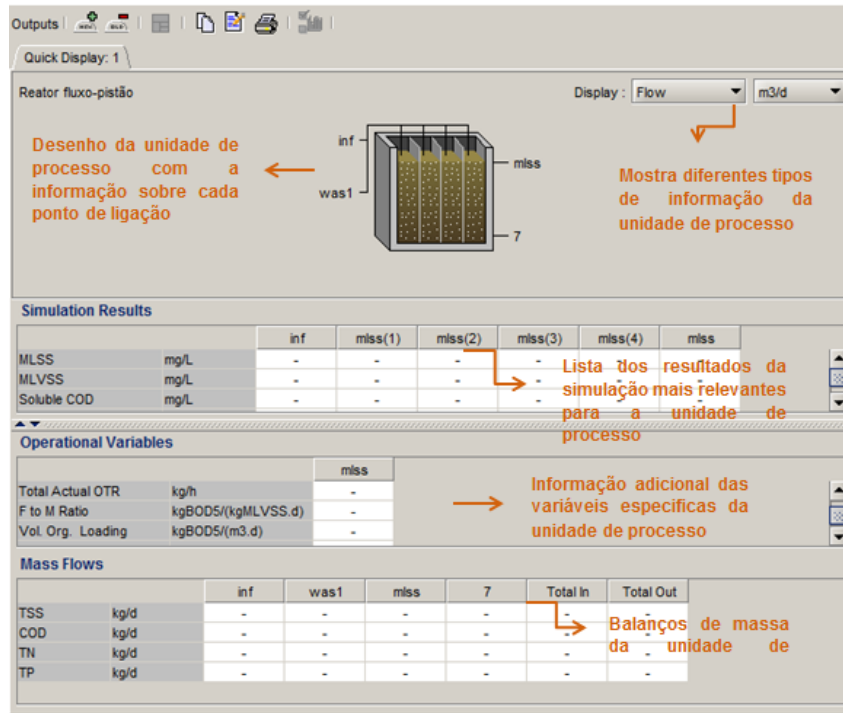 Outputs
Quick Display: 1
Reator fluxo-pistão
Display : Flow m3/d
Desenho da unidade de
processo com a
informação sobre cada
ponto de ligação
inf
was1
mlss
7
Mostra diferentes tipos
de informação da
unidade de processo
Simulation Results
inf mlss(1) mlss(2) mlss(3) mlss(4) mlss
MLSS mg/L - - - - - -
MLVSS mg/L - - - - - -
Soluble COD mg/L - - - - - -
Lista dos resultados da
simulação mais relevantes
para a unidade de
processo
Operational Variables
mlss
Total Actual OTR kg/h -
F to M Ratio kgBOD5/(kgMLVSS.d) -
Vol. Org. Loading kgBOD5/(m3.d) -
Informação adicional das
variáveis especificas da
unidade de processo
Mass Flows
inf was1 mlss 7 Total In Total Out
TSS kg/d - - - - - -
COD kg/d - - - - - -
TN kg/d - - - - - -
TP kg/d - - - - - -
Balanços de massa
da unidade de